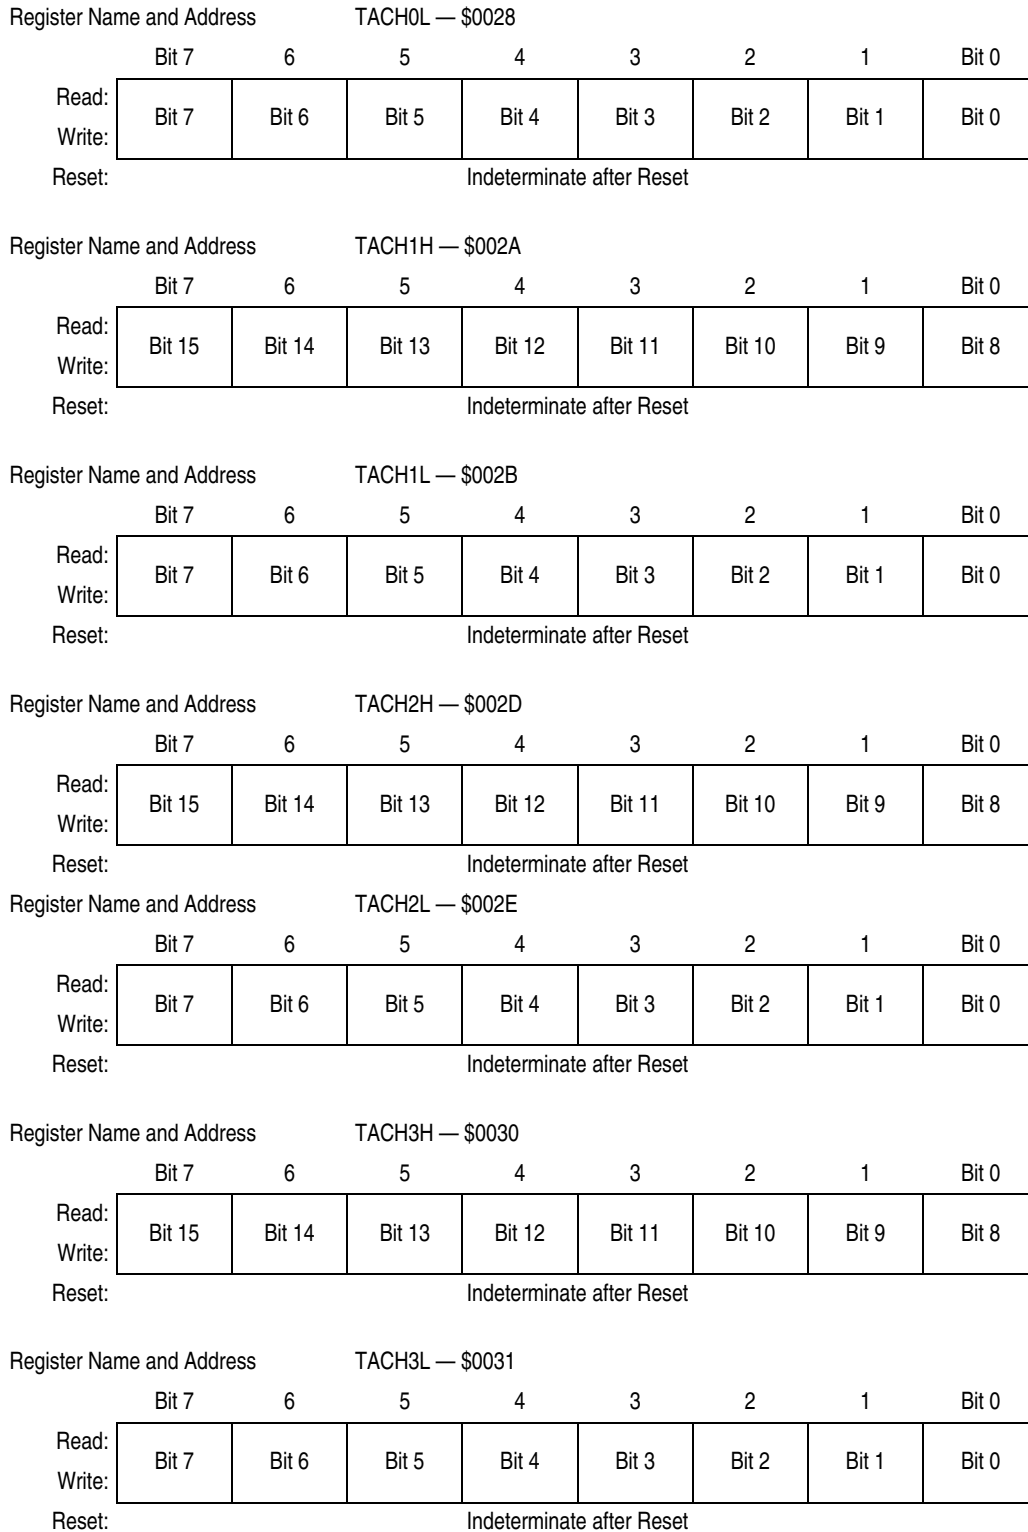 Register Name and Address TACH0L — $0028
Bit 7 6 5 4 3 2 1 Bit 0
Read:
Bit 7 Bit 6 Bit 5 Bit 4 Bit 3 Bit 2 Bit 1 Bit 0
Write:
Reset: Indeterminate after Reset
Register Name and Address TACH1H — $002A
Bit 7 6 5 4 3 2 1 Bit 0
Read:
Bit 15 Bit 14 Bit 13 Bit 12 Bit 11 Bit 10 Bit 9 Bit 8
Write:
Reset: Indeterminate after Reset
Register Name and Address TACH1L — $002B
Bit 7 6 5 4 3 2 1 Bit 0
Read:
Bit 7 Bit 6 Bit 5 Bit 4 Bit 3 Bit 2 Bit 1 Bit 0
Write:
Reset: Indeterminate after Reset
Register Name and Address TACH2H — $002D
Bit 7 6 5 4 3 2 1 Bit 0
Read:
Bit 15 Bit 14 Bit 13 Bit 12 Bit 11 Bit 10 Bit 9 Bit 8
Write:
Reset: Indeterminate after Reset
Register Name and Address TACH2L — $002E
Bit 7 6 5 4 3 2 1 Bit 0
Read:
Bit 7 Bit 6 Bit 5 Bit 4 Bit 3 Bit 2 Bit 1 Bit 0
Write:
Reset: Indeterminate after Reset
Register Name and Address TACH3H — $0030
Bit 7 6 5 4 3 2 1 Bit 0
Read:
Bit 15 Bit 14 Bit 13 Bit 12 Bit 11 Bit 10 Bit 9 Bit 8
Write:
Reset: Indeterminate after Reset
Register Name and Address TACH3L — $0031
Bit 7 6 5 4 3 2 1 Bit 0
Read:
Bit 7 Bit 6 Bit 5 Bit 4 Bit 3 Bit 2 Bit 1 Bit 0
Write:
Reset: Indeterminate after Reset